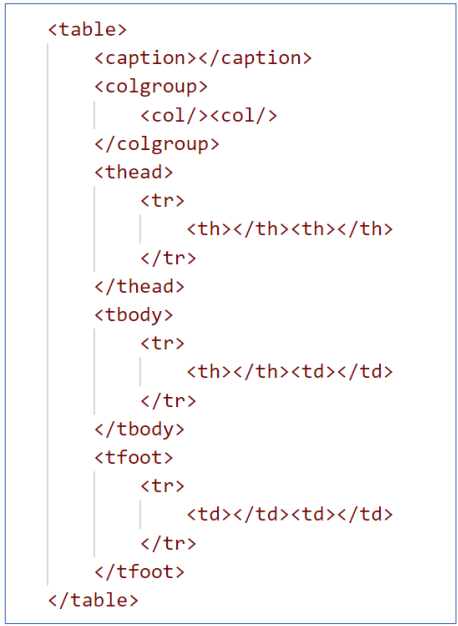 <table>
<caption></caption>
<colgroup>
<col/><col/>
</colgroup>
<thead>
<tr>
<th></th><th></th>
</tr>
</thead>
<tbody>
<tr>
<th></th><td></td>
</tr>
</tbody>
<tfoot>
<tr>
<td></td><td></td>
</tr>
</tfoot>
</table>